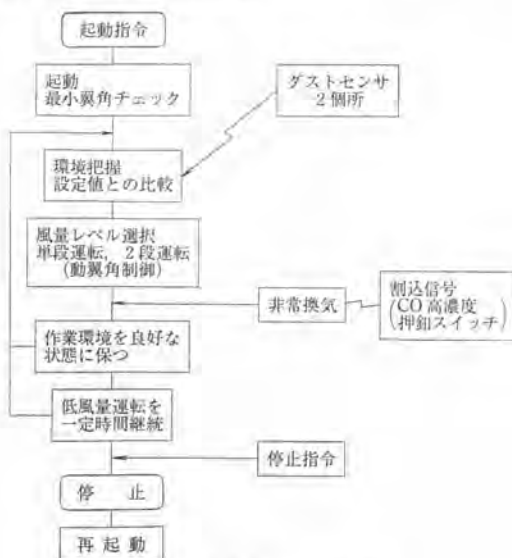 起動指令
起動
最小翼角チェック
ダストセンサ
2個所
環境把握
設定値との比較
風量レベル選択
単段運転，2段運転
(動翼角制御)
非常換気
割込信号
(CO 高濃度
(押釦スイッチ)
作業環境を良好な
状態に保つ
低風量運転を
一定時間継続
停止指令
停　止
再起動